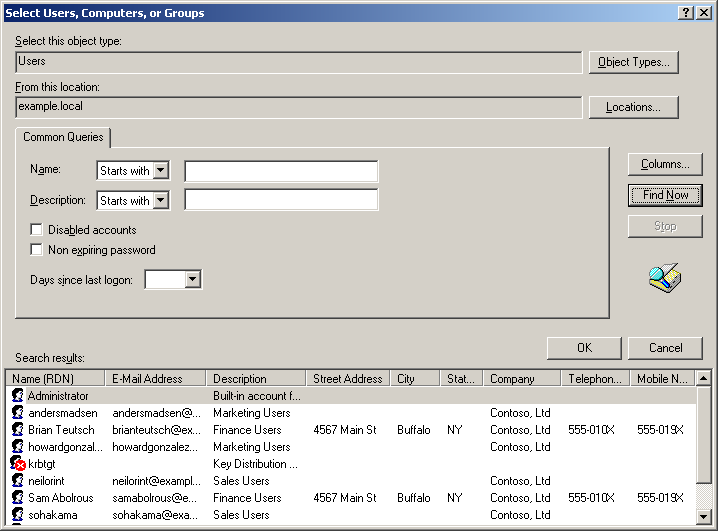 Select Users, Computers, or Groups
Select this object type:
Users
Object Types...
From this location:
example.local
Locations...
Common Queries
Name: Starts with
Columns...
Description: Starts with
Find Now
Disabled accounts
Stop
Non expiring password
Days since last logon:
OK
Cancel
Search results:
Name (RDN) E-Mail Address Description Street Address City Stat... Company Telephon... Mobile N...
Administrator Built-in account f...
andersmadsen andersmadsen@... Marketing Users Contoso, Ltd
Brian Teutsch brianteutsch@e... Finance Users 4567 Main St Buffalo NY Contoso, Ltd 555-010X 555-019X
howardgonzal... howardgonzalez... Marketing Users Contoso, Ltd
krbtgt Key Distribution ...
neilorint neilorint@exampl... Sales Users Contoso, Ltd
Sam Abolrous samabolrous@e... Finance Users 4567 Main St Buffalo NY Contoso, Ltd 555-010X 555-019X
sohakama sohakama@exa... Sales Users Contoso, Ltd